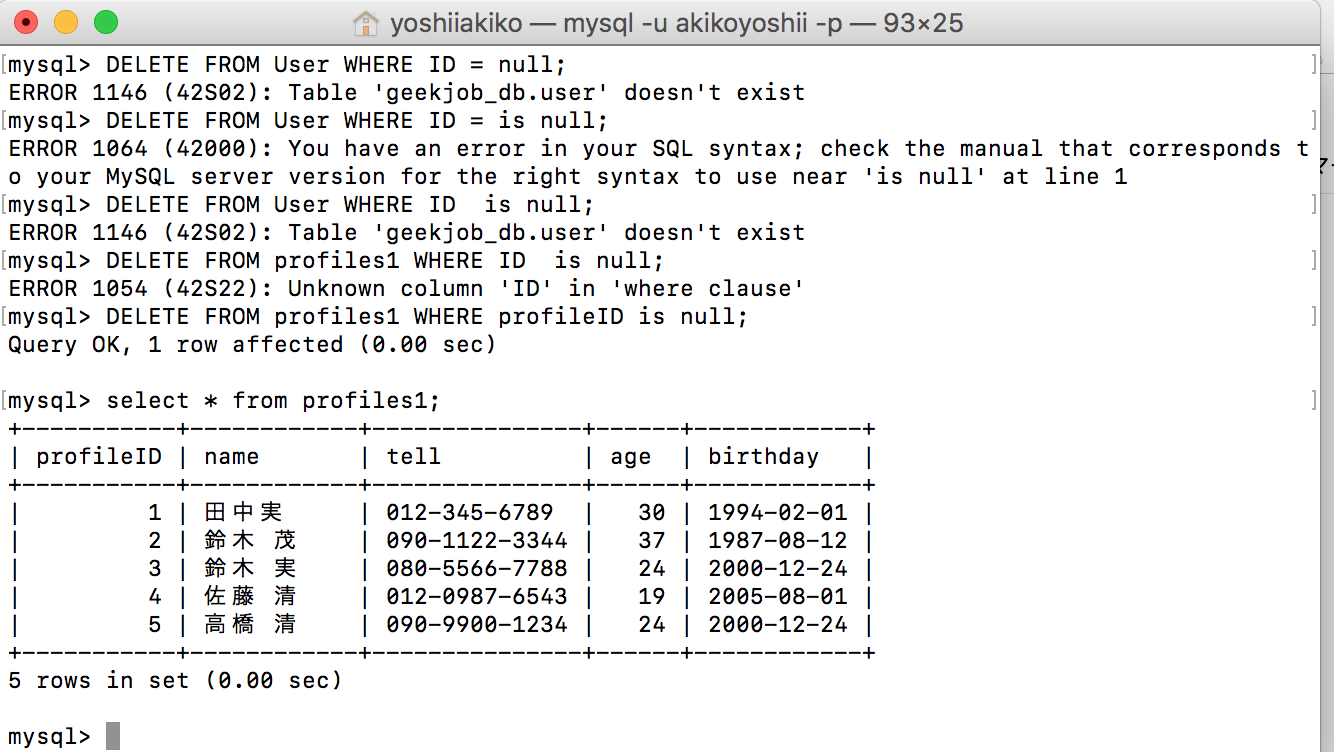 yoshiiakiko — mysql -u akikoyoshii -p — 93×25
[mysql> DELETE FROM User WHERE ID = null; ]
ERROR 1146 (42S02): Table 'geekjob_db.user' doesn't exist
[mysql> DELETE FROM User WHERE ID = is null; ]
ERROR 1064 (42000): You have an error in your SQL syntax; check the manual that corresponds t
o your MySQL server version for the right syntax to use near 'is null' at line 1
[mysql> DELETE FROM User WHERE ID  is null; ]
ERROR 1146 (42S02): Table 'geekjob_db.user' doesn't exist
[mysql> DELETE FROM profiles1 WHERE ID  is null; ]
ERROR 1054 (42S22): Unknown column 'ID' in 'where clause'
[mysql> DELETE FROM profiles1 WHERE profileID is null; ]
Query OK, 1 row affected (0.00 sec)
[mysql> select * from profiles1; ]
+-----------+------------+---------------+------+------------+
| profileID | name       | tell          | age  | birthday   |
+-----------+------------+---------------+------+------------+
|         1 | 田中実     | 012-345-6789  |   30 | 1994-02-01 |
|         2 | 鈴木 茂    | 090-1122-3344 |   37 | 1987-08-12 |
|         3 | 鈴木 実    | 080-5566-7788 |   24 | 2000-12-24 |
|         4 | 佐藤 清    | 012-0987-6543 |   19 | 2005-08-01 |
|         5 | 高橋 清    | 090-9900-1234 |   24 | 2000-12-24 |
+-----------+------------+---------------+------+------------+
5 rows in set (0.00 sec)
mysql>